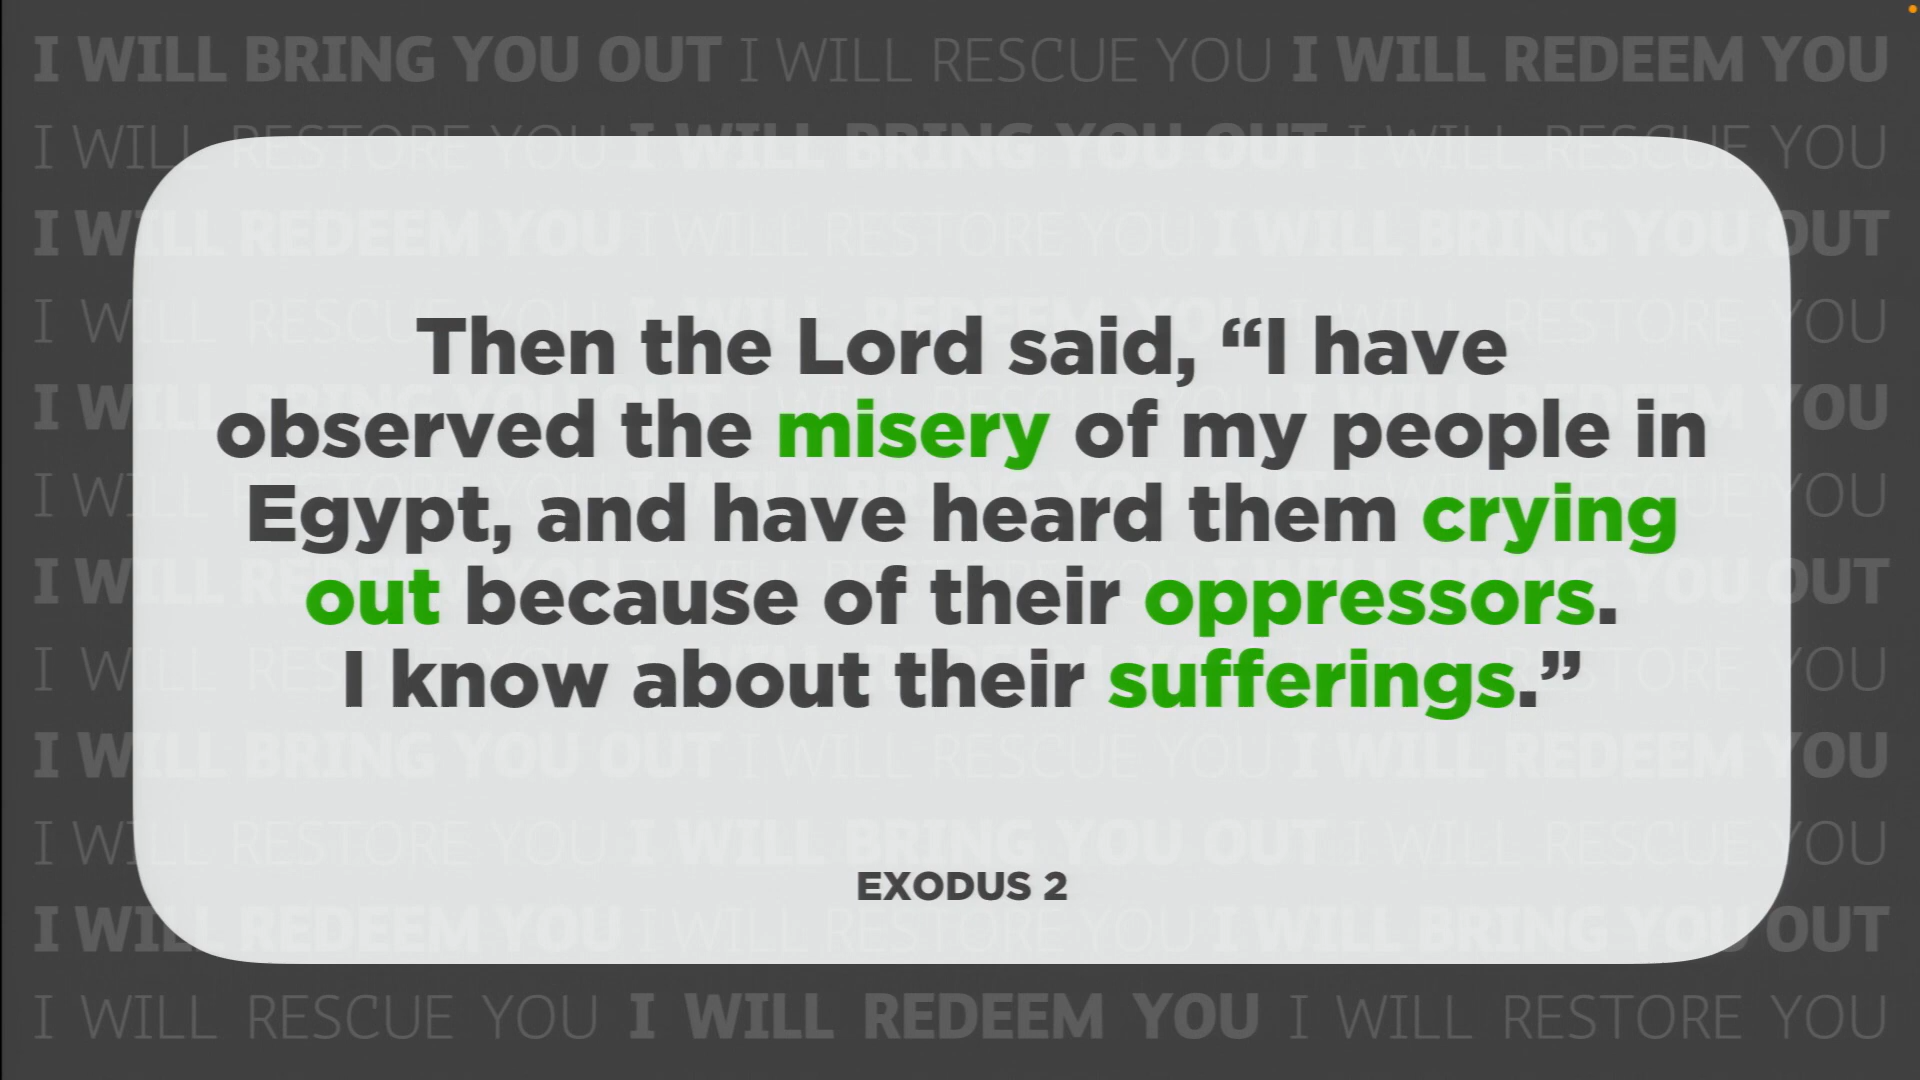 I WILL BRING YOU OUT I WILL RESCUE YOU I WILL REDEEM YOU
I WILL RESTORE YOU I WILL BRING YOU OUT I WILL RESCUE YOU
I WILL REDEEM YOU I WILL RESTORE YOU I WILL BRING YOU OUT
I WILL RESCUE YOU I WILL REDEEM YOU I WILL RESTORE YOU
Then the Lord said, “I have
observed the misery of my people in
Egypt, and have heard them crying
out because of their oppressors.
I know about their sufferings.”
I WILL BRING YOU OUT I WILL RESCUE YOU I WILL REDEEM YOU
I WILL RESTORE YOU I WILL BRING YOU OUT I WILL RESCUE YOU
EXODUS 2
I WILL REDEEM YOU I WILL RESTORE YOU I WILL BRING YOU OUT
I WILL RESCUE YOU I WILL REDEEM YOU I WILL RESTORE YOU